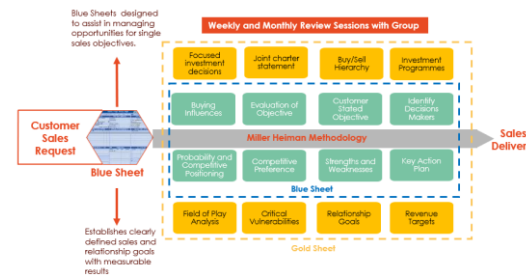 Blue Sheets designed
to assist in managing
opportunities for single
sales objectives.
Weekly and Monthly Review Sessions with Group
Focused
investment
decisions
Joint charter
statement
Buy/Sell
Hierarchy
Investment
Programmes
Buying
Influences
Evaluation of
Objective
Customer
Stated
Objective
Identify
Decisions
Makers
Customer
Sales
Request
Blue Sheet
Miller Heiman Methodology
Sales
Deliver
Probability and
Competitive
Positioning
Competitive
Preference
Strengths and
Weaknesses
Key Action
Plan
Blue Sheet
Field of Play
Analysis
Critical
Vulnerabilities
Relationship
Goals
Revenue
Targets
Gold Sheet
Establishes clearly
defined sales and
relationship goals
with measurable
results